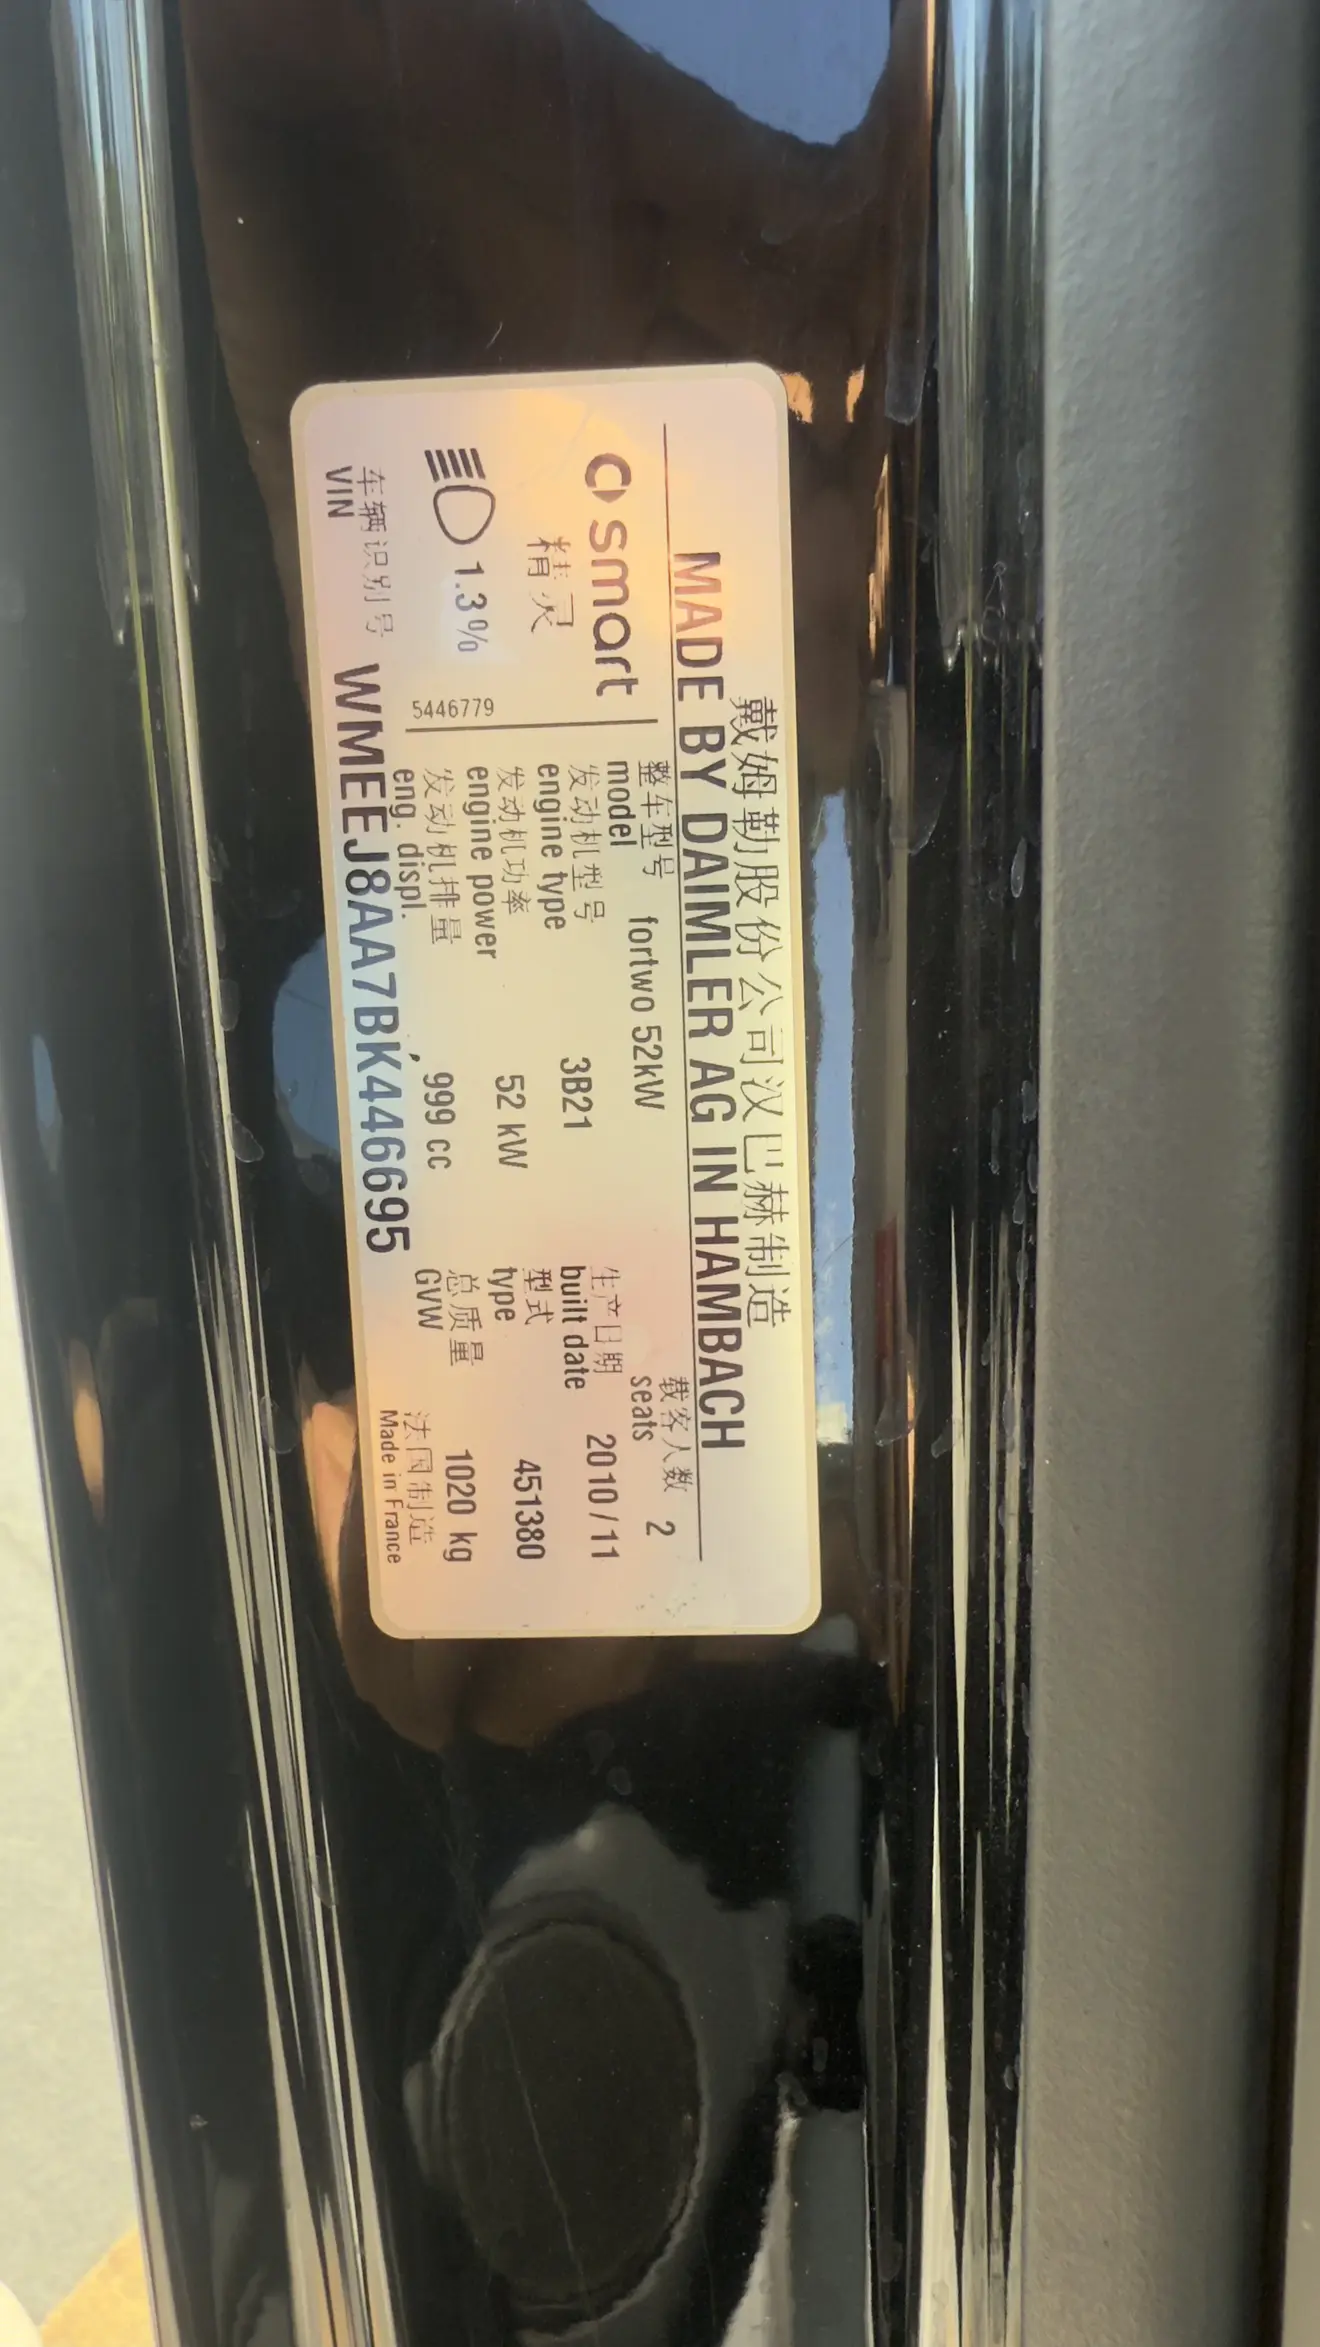 戴姆勒股份公司汉巴赫制造
MADE BY DAIMLER AG IN HAMBACH
smart
精灵
1.3%
5446779
整车型号
model fortwo 52kW
载客人数
seats 2
发动机型号
engine type 3B21
生产日期
built date 2010/11
发动机功率
engine power 52 kW
型式
type 451380
发动机排量
eng. displ. 999 cc
总质量
GVW 1020 kg
车辆识别号
VIN WMEEJ8AA7BK446695
法国制造
Made in France